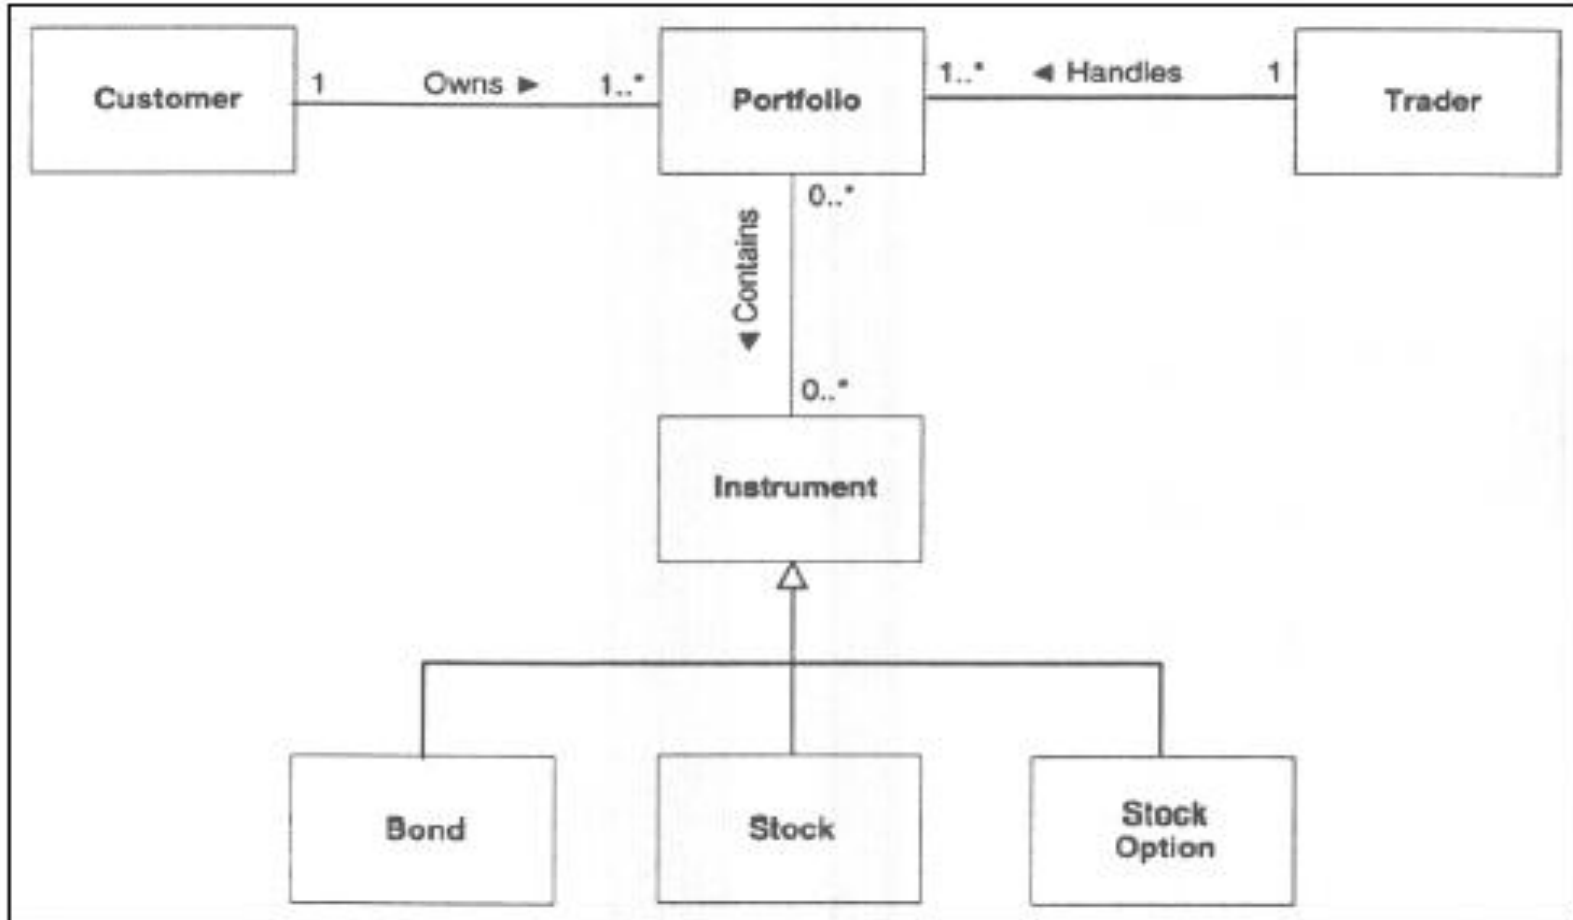 Customer
1 Owns ► 1..*
Portfolio
1..* ◄ Handles 1
Trader
0..*
▼ Contains
0..*
Instrument
Bond
Stock
Stock
Option